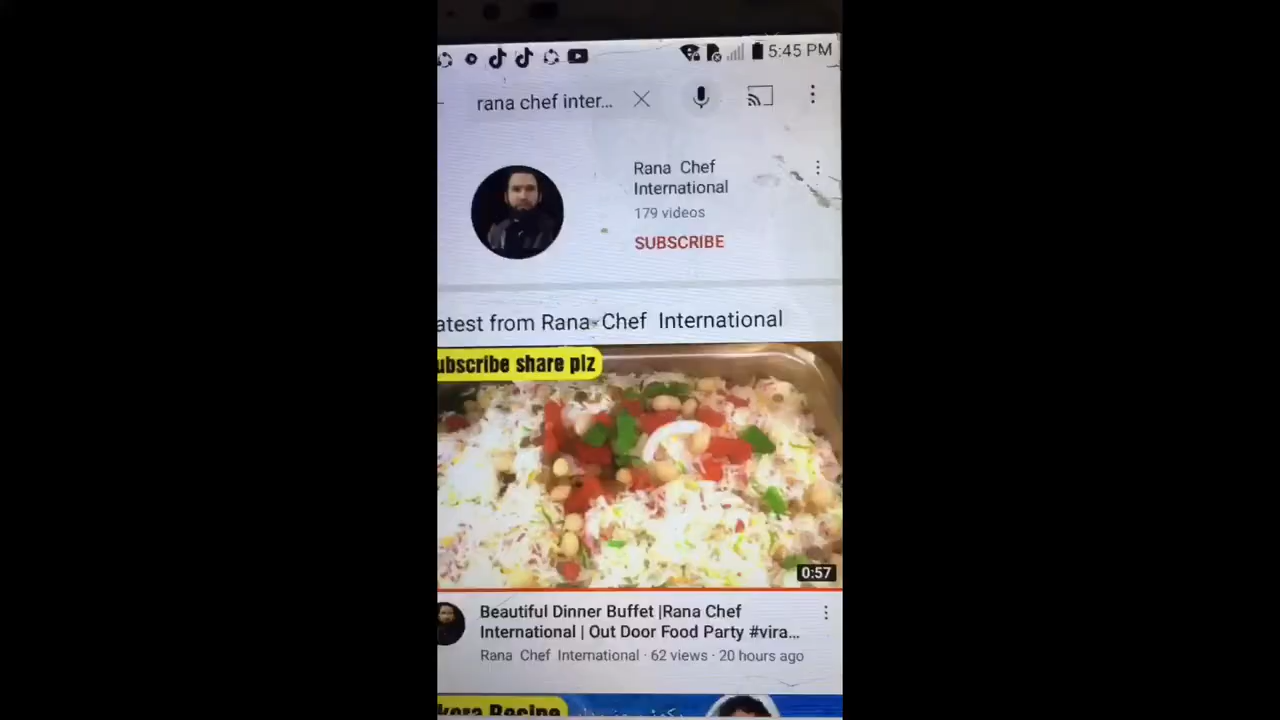 5:45 PM
rana chef inter...
Rana Chef
International
179 videos
SUBSCRIBE
atest from Rana Chef International
ubscribe share plz
0:57
Beautiful Dinner Buffet |Rana Chef
International | Out Door Food Party #vira...
Rana Chef International · 62 views · 20 hours ago
kora Recipe